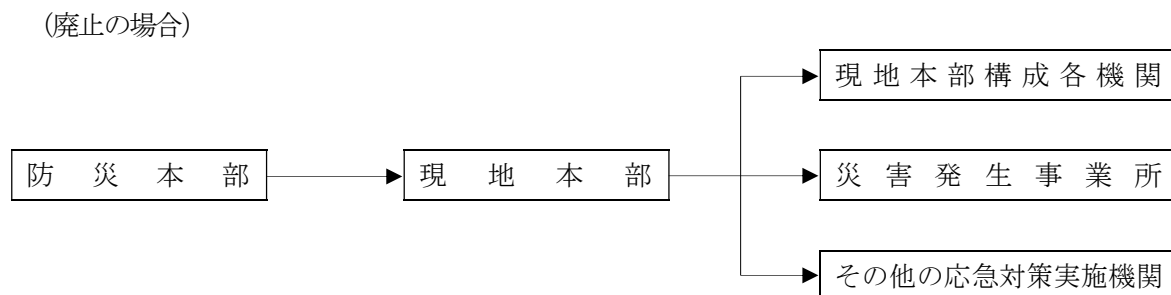 (廃止の場合)
現地本部構成各機関
防災本部
現地本部
災害発生事業所
その他の応急対策実施機関